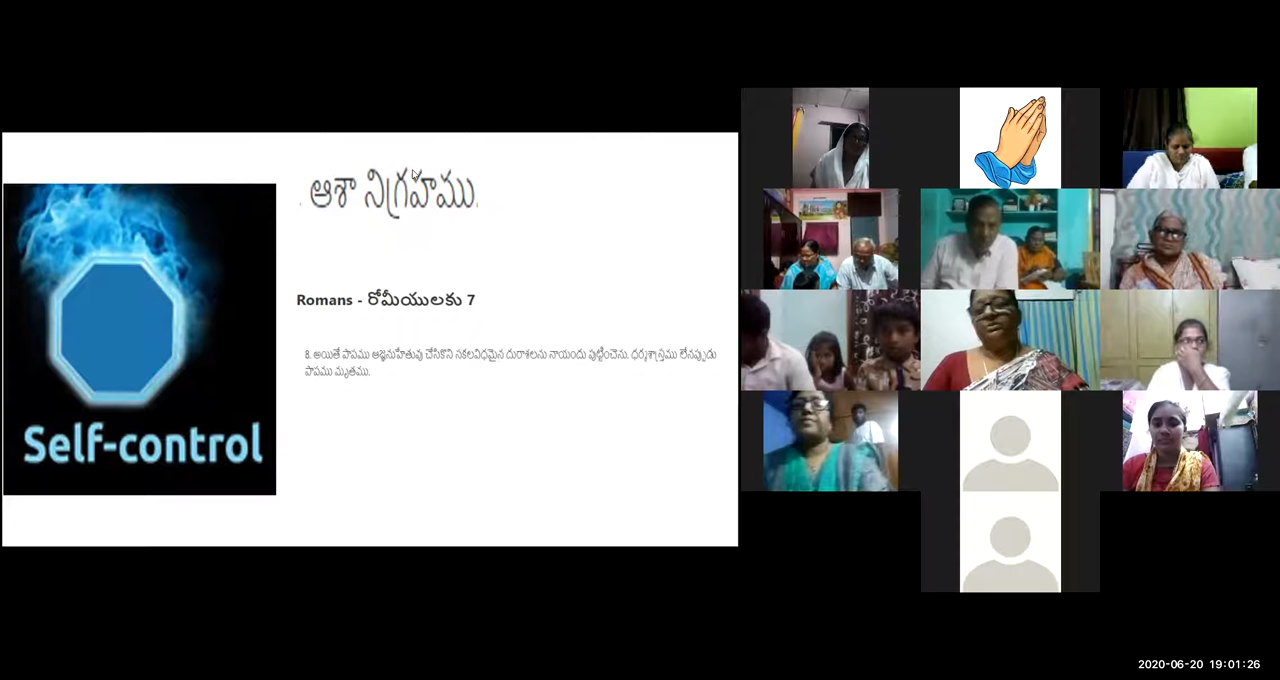 ఆశా నిగ్రహము
Romans - రోమీయులకు 7
8. అయితే పాపము ఆజ్ఞనుహేతువు చేసికొని సకలవిధమైన దురాశలను నాయందు పుట్టించెను. ధర్మశాస్త్రము లేనప్పుడు
పాపము మృతము.
Self-control
2020-06-20 19:01:26